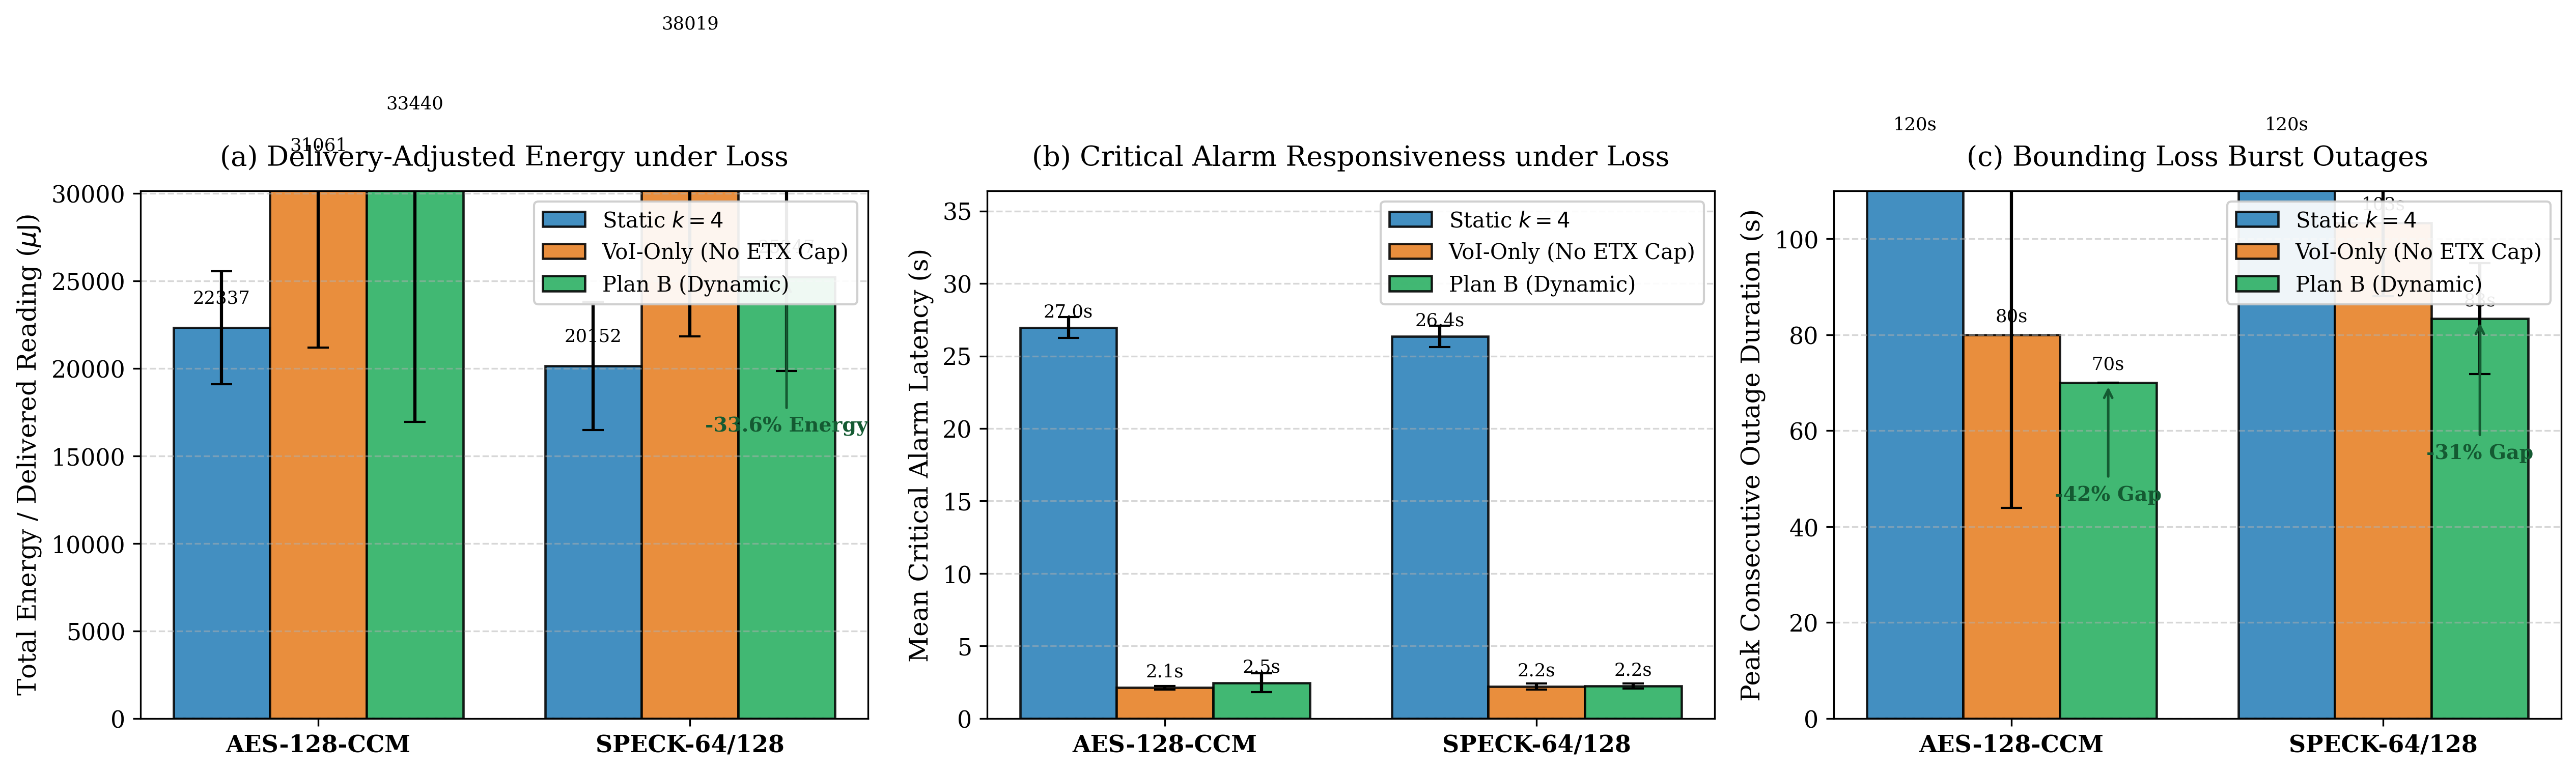 38019
33440
31061
(a) Delivery-Adjusted Energy under Loss
Total Energy / Delivered Reading (μJ)
30000
25000
20000
15000
10000
5000
0
Static k = 4
VoI-Only (No ETX Cap)
Plan B (Dynamic)
22337
20152
-33.6% Energy
AES-128-CCM
SPECK-64/128
(b) Critical Alarm Responsiveness under Loss
Mean Critical Alarm Latency (s)
35
30
25
20
15
10
5
0
Static k = 4
VoI-Only (No ETX Cap)
Plan B (Dynamic)
27.0s
26.4s
2.1s
2.5s
2.2s
2.2s
AES-128-CCM
SPECK-64/128
120s
120s
(c) Bounding Loss Burst Outages
Peak Consecutive Outage Duration (s)
100
80
60
40
20
0
103s
Static k = 4
VoI-Only (No ETX Cap)
Plan B (Dynamic)
80s
70s
-42% Gap
-31% Gap
AES-128-CCM
SPECK-64/128